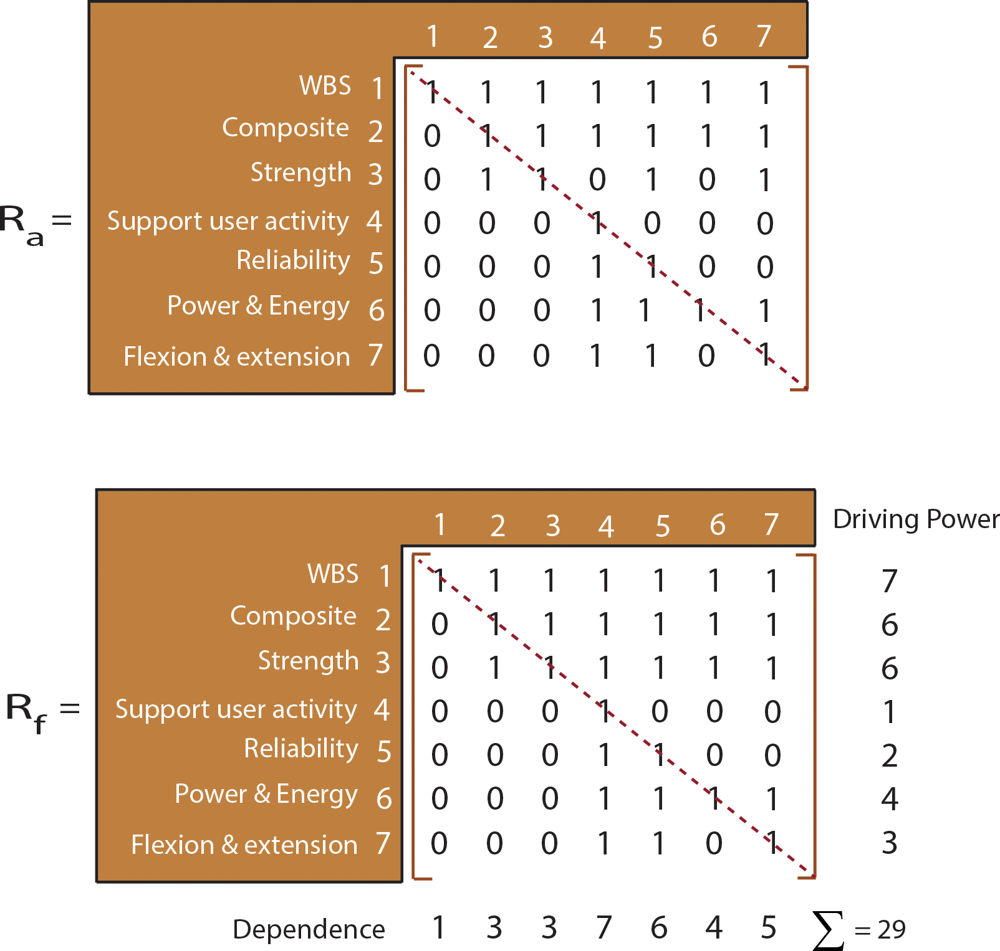 1 2 3 4 5 6 7
WBS 1 1 1 1 1 1 1 1
Composite 2 0 1 1 1 1 1 1
Strength 3 0 1 1 0 1 0 1
R a =
Support user activity 4 0 0 0 1 0 0 0
Reliability 5 0 0 0 1 1 0 0
Power & Energy 6 0 0 0 1 1 1 1
Flexion & extension 7 0 0 0 1 1 0 1
1 2 3 4 5 6 7 Driving Power
WBS 1 1 1 1 1 1 1 1 7
Composite 2 0 1 1 1 1 1 1 6
Strength 3 0 1 1 1 1 1 1 6
R f =
Support user activity 4 0 0 0 1 0 0 0 1
Reliability 5 0 0 0 1 1 0 0 2
Power & Energy 6 0 0 0 1 1 1 1 4
Flexion & extension 7 0 0 0 1 1 0 1 3
Dependence 1 3 3 7 6 4 5 ∑ = 29